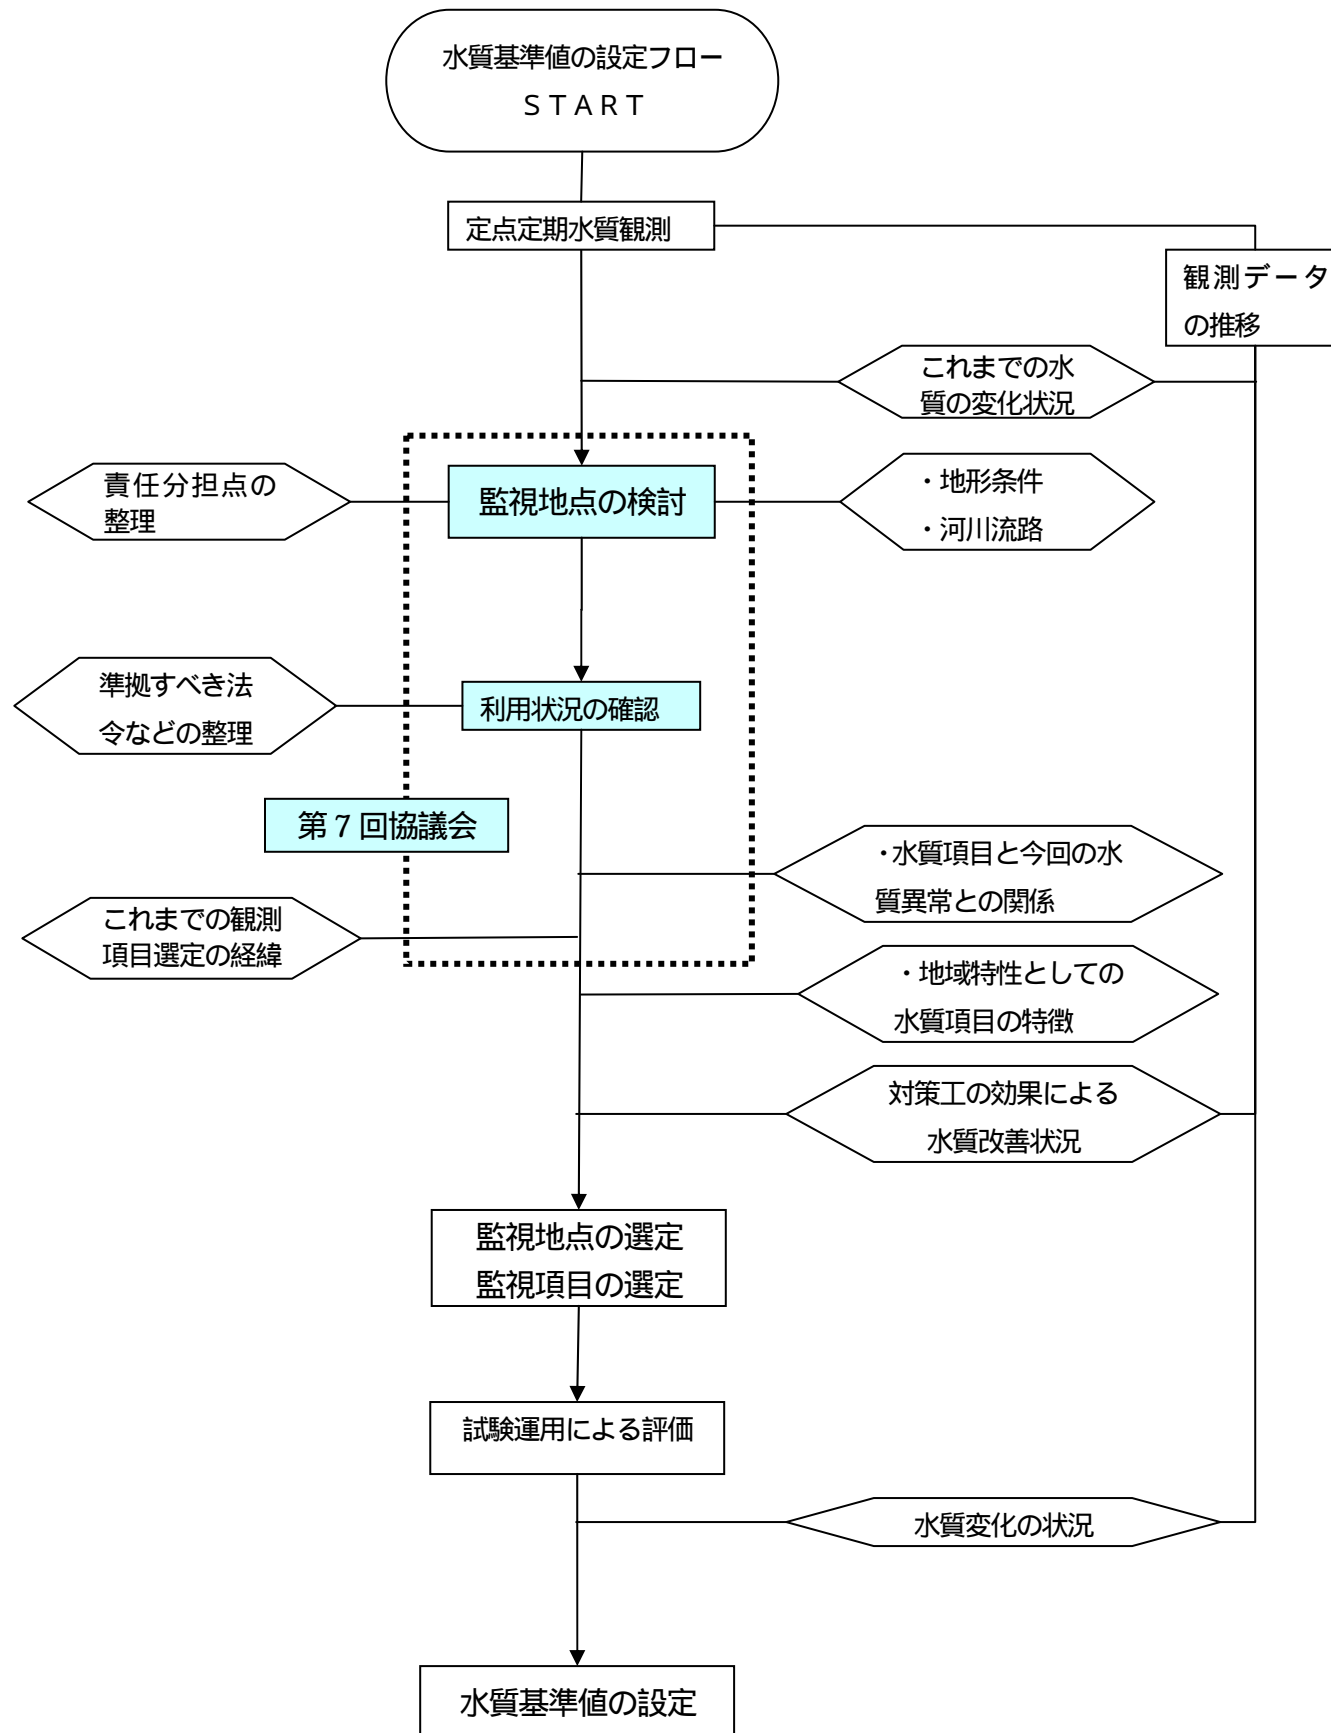 水質基準値の設定フロー
ＳＴＡＲＴ
定点定期水質観測
観測データ
の推移
これまでの水
質の変化状況
責任分担点の
整理
監視地点の検討
・地形条件
・河川流路
準拠すべき法
令などの整理
利用状況の確認
第７回協議会
・水質項目と今回の水
質異常との関係
これまでの観測
項目選定の経緯
・地域特性としての
水質項目の特徴
対策工の効果による
水質改善状況
監視地点の選定
監視項目の選定
試験運用による評価
水質変化の状況
水質基準値の設定